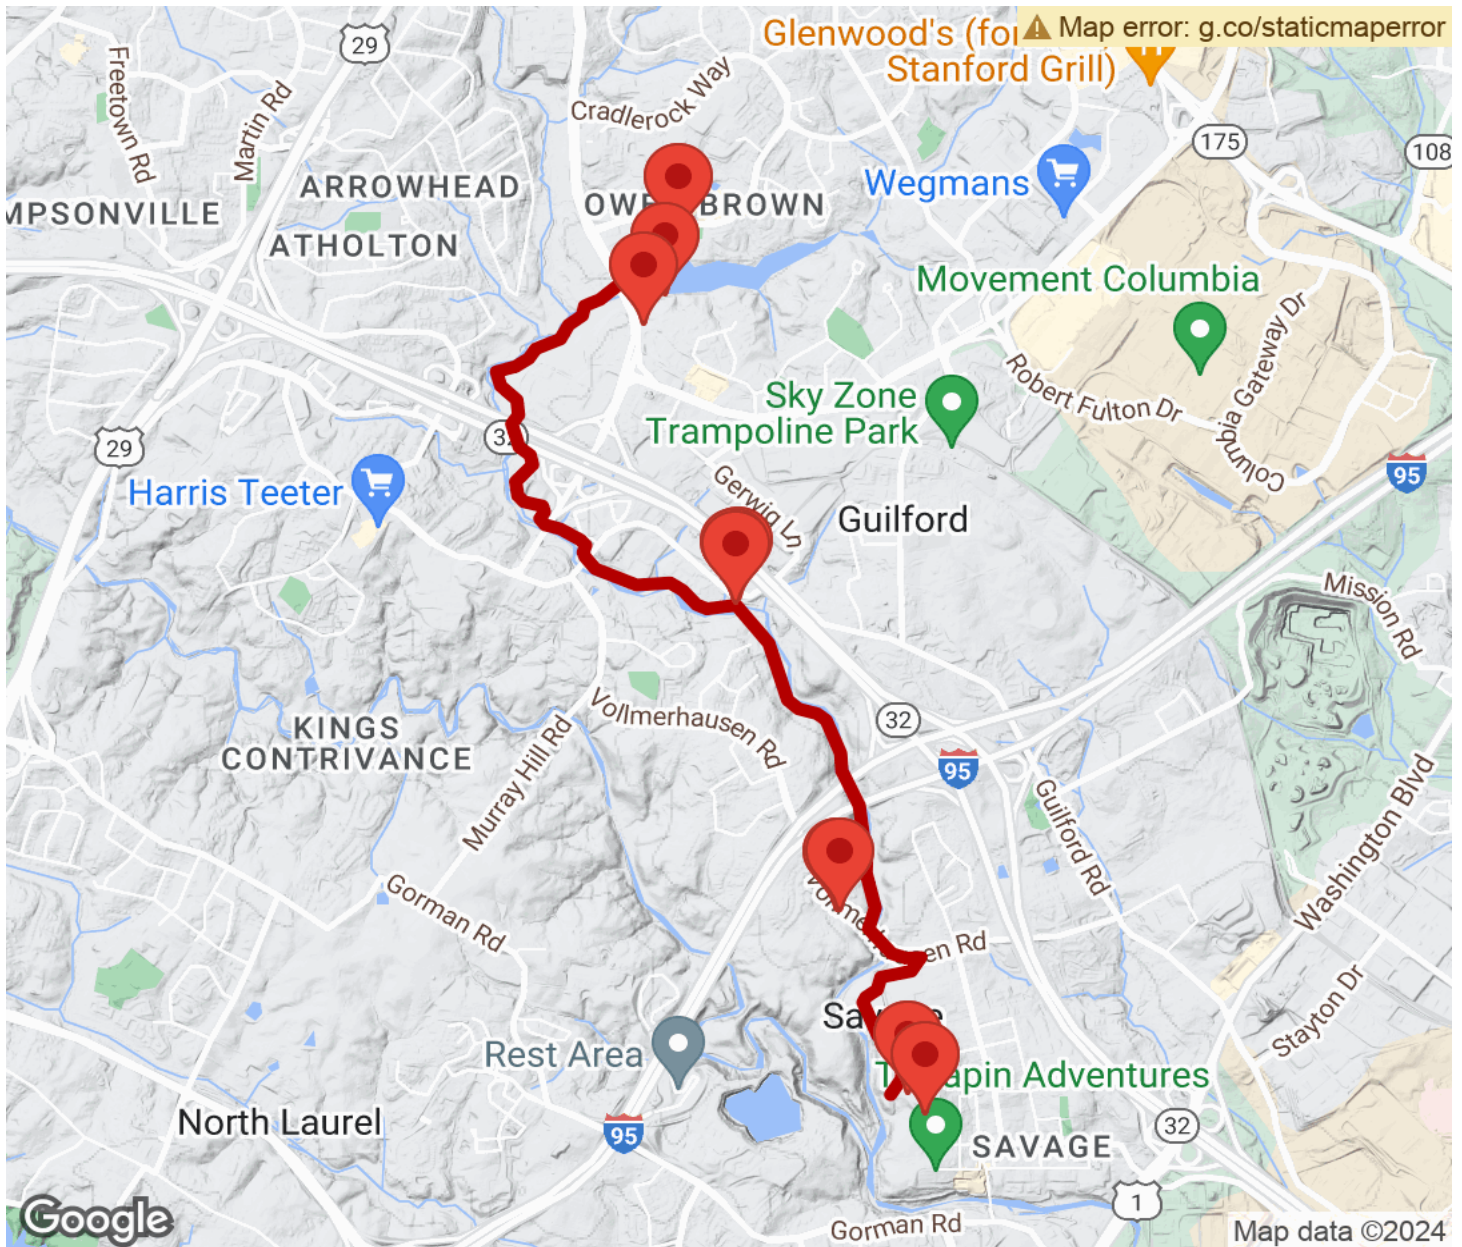 Map error: g.co/staticmaperror
Glenwood's (for
Stanford Grill)
29
Freetown Rd
Martin Rd
Cradlerock Way
175
108
ARROWHEAD
Wegmans
MPSONVILLE
BROWN
ATHOLTON
Movement Columbia
Columbia Gateway Dr
Robert Fulton Dr
Sky Zone
Trampoline Park
29
32
95
Harris Teeter
Gerwig Ln
Guilford
Mission Rd
Vollmerhausen Rd
32
KINGS
CONTRIVANCE
Murray Hill Rd
95
Guilford Rd
Washington Blvd
Gorman Rd
en Rd
Stayton Dr
Rest Area
apin Adventures
North Laurel
95
SAVAGE
32
1
Gorman Rd
Google
Map data ©2024